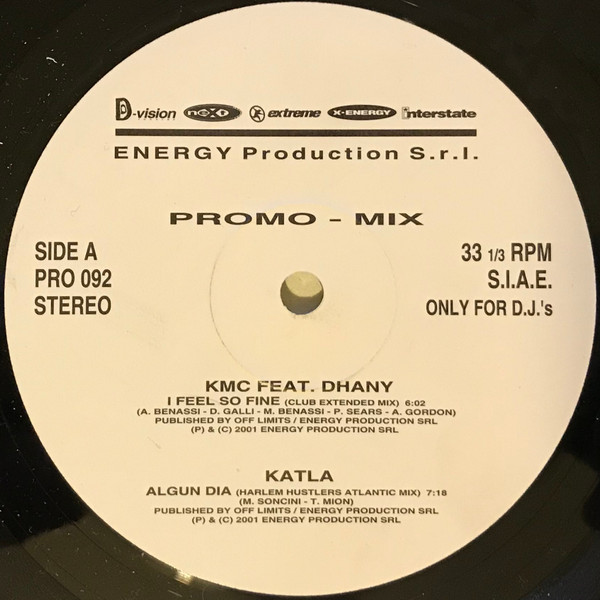 D-vision nexo extreme X-ENERGY interstate
ENERGY Production S.r.l.
PROMO - MIX
SIDE A
PRO 092
STEREO
33 1/3 RPM
S.I.A.E.
ONLY FOR D.J.'s
KMC FEAT. DHANY
I FEEL SO FINE (CLUB EXTENDED MIX) 6:02
(A. BENASSI - D. GALLI - M. BENASSI - P. SEARS - A. GORDON)
PUBLISHED BY OFF LIMITS / ENERGY PRODUCTION SRL
(P) & (C) 2001 ENERGY PRODUCTION SRL
KATLA
ALGUN DIA (HARLEM HUSTLERS ATLANTIC MIX) 7:18
(M. SONCINI - T. MION)
PUBLISHED BY OFF LIMITS / ENERGY PRODUCTION SRL
(P) & (C) 2001 ENERGY PRODUCTION SRL